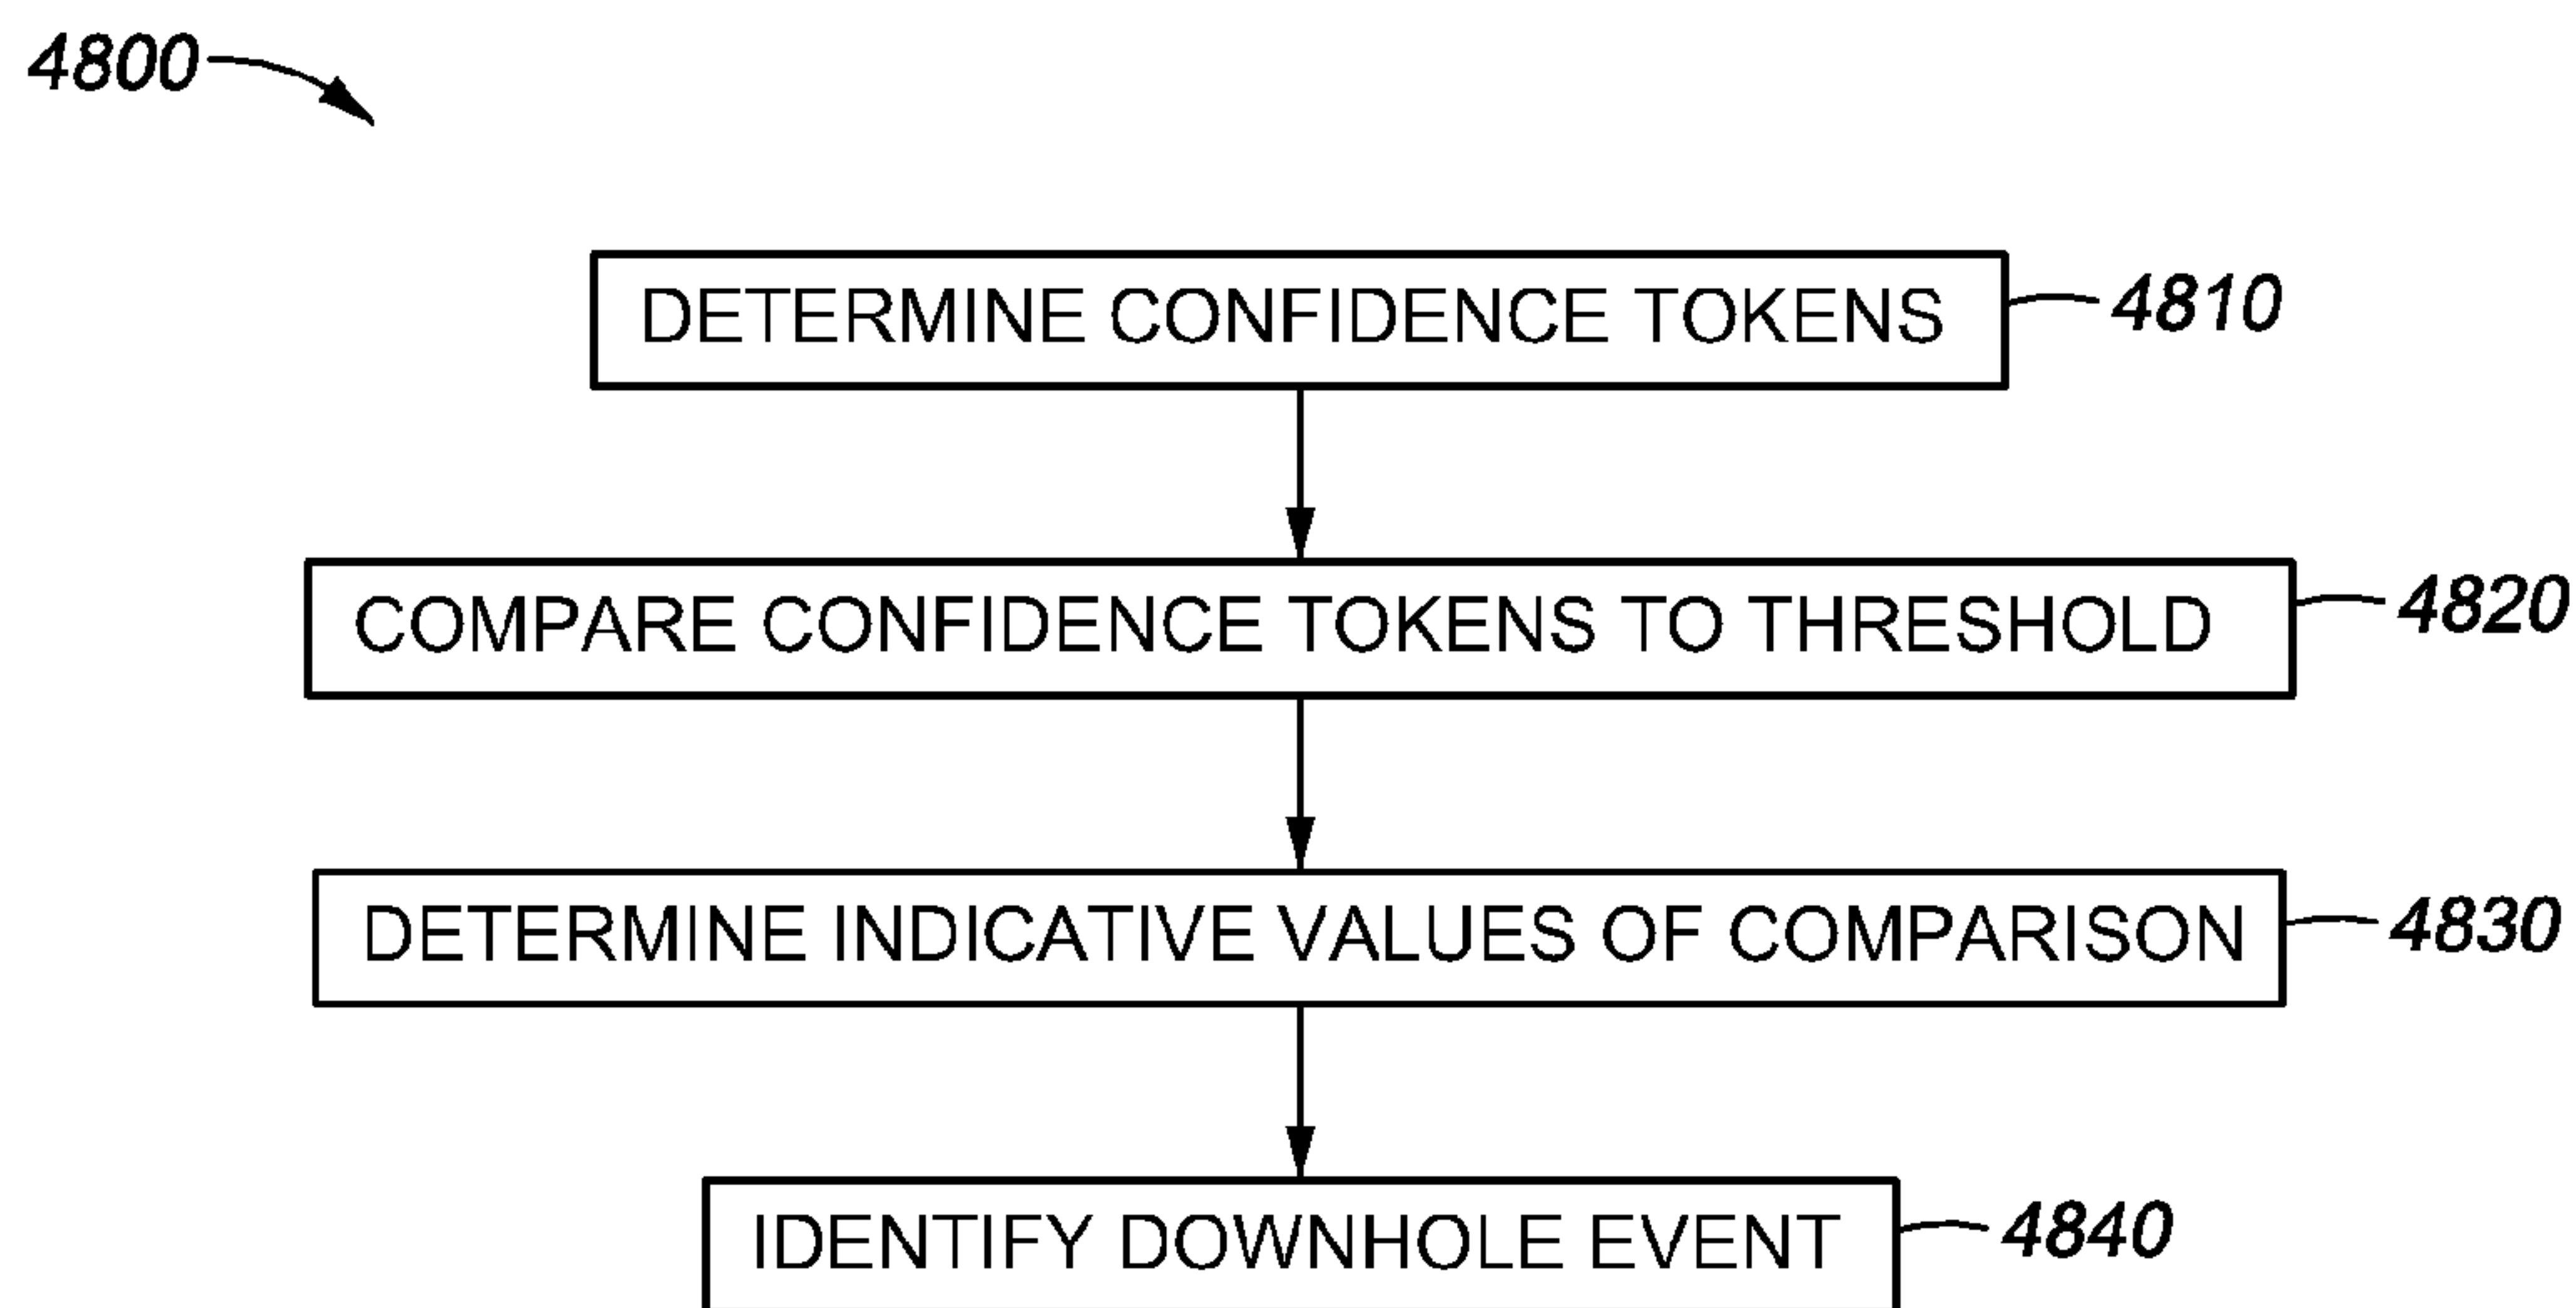 4800
DETERMINE CONFIDENCE TOKENS
4810
COMPARE CONFIDENCE TOKENS TO THRESHOLD
4820
DETERMINE INDICATIVE VALUES OF COMPARISON
4830
IDENTIFY DOWNHOLE EVENT
4840